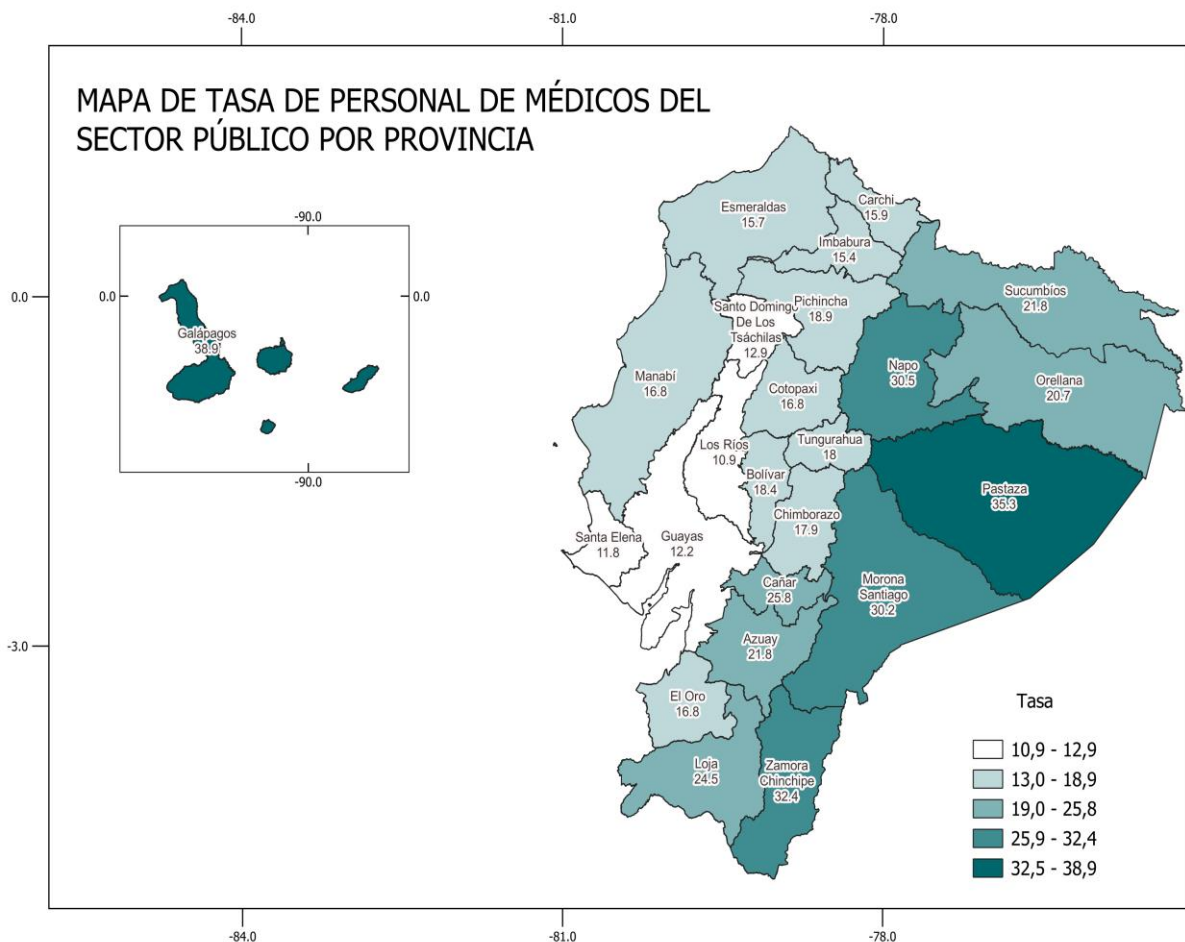 -84.0
-81.0
-78.0
MAPA DE TASA DE PERSONAL DE MÉDICOS DEL
SECTOR PÚBLICO POR PROVINCIA
-90.0
0.0
0.0
0.0
Galápagos
38.9
-90.0
Esmeraldas
15.7
Carchi
15.9
Imbabura
15.4
Sucumbíos
21.8
Santo Domingo
De Los
Tsáchilas
12.9
Pichincha
18.9
Napo
30.5
Orellana
20.7
Manabí
16.8
Cotopaxi
16.8
Los Ríos
10.9
Tungurahua
18
Bolívar
18.4
Pastaza
35.3
Chimborazo
17.9
Santa Elena
11.8
Guayas
12.2
Cañar
25.8
Morona
Santiago
30.2
-3.0
Azuay
21.8
El Oro
16.8
Loja
24.5
Zamora
Chinchipe
32.4
Tasa
10,9 - 12,9
13,0 - 18,9
19,0 - 25,8
25,9 - 32,4
32,5 - 38,9
-84.0
-81.0
-78.0